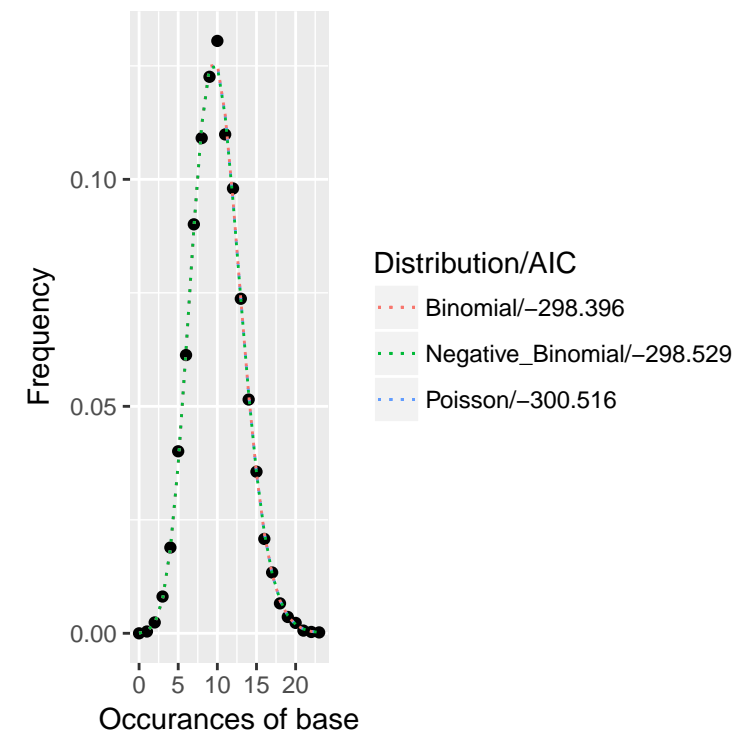 0.10
0.05
0.00
Frequency
0 5 10 15 20
Occurances of base
Distribution/AIC
Binomial/−298.396
Negative_Binomial/−298.529
Poisson/−300.516